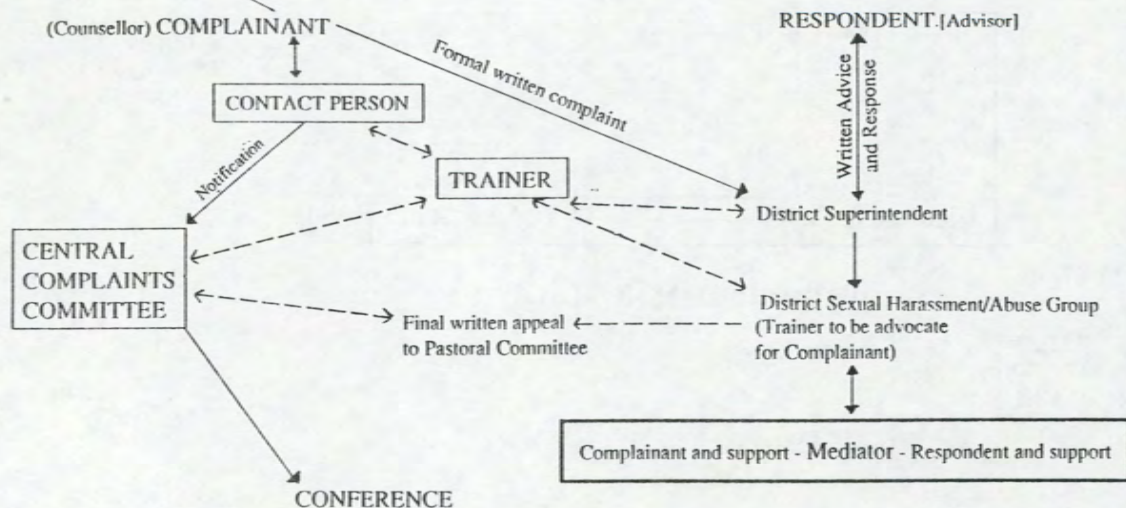 (Counsellor) COMPLAINANT
RESPONDENT.[Advisor]
Formal written complaint
Written Advice
and Response
CONTACT PERSON
Notification
TRAINER
District Superintendent
CENTRAL
COMPLAINTS
COMMITTEE
Final written appeal
to Pastoral Committee
District Sexual Harassment/Abuse Group
(Trainer to be advocate
for Complainant)
Complainant and support - Mediator - Respondent and support
CONFERENCE